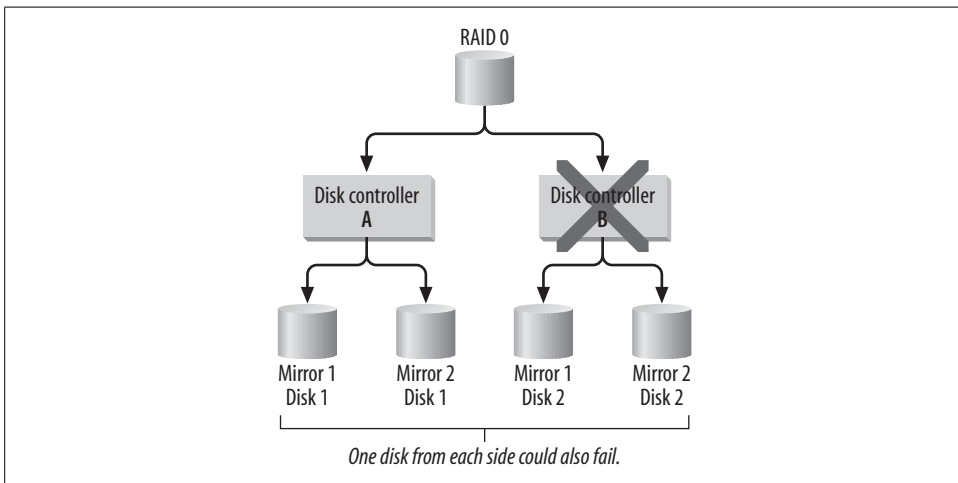 RAID 0
Disk controller
A
Disk controller
B
Mirror 1
Disk 1
Mirror 2
Disk 1
Mirror 1
Disk 2
Mirror 2
Disk 2
One disk from each side could also fail.